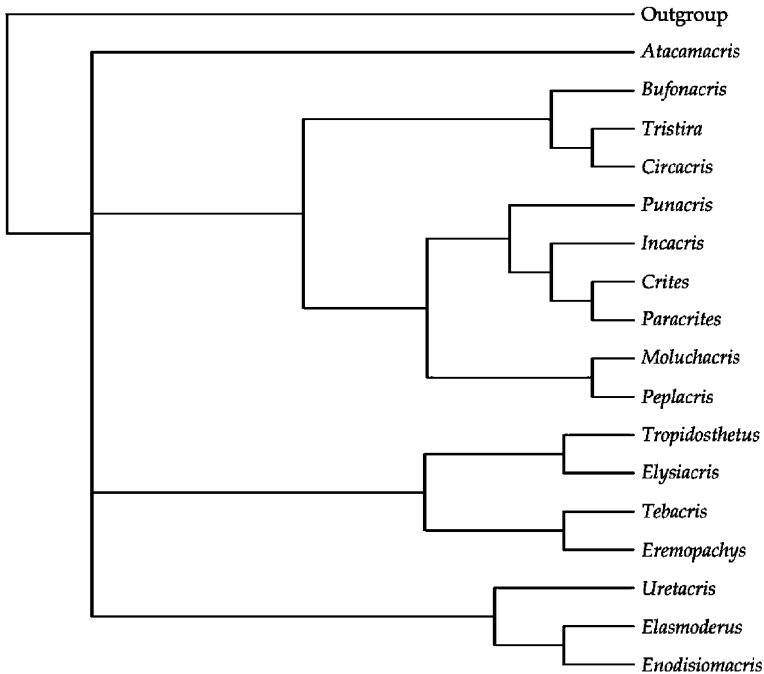 Outgroup
Atacamacris
Bufonacris
Tristira
Circacris
Punacris
Incacris
Crites
Paracrites
Moluchacris
Peplacris
Tropidosthetus
Elysiacris
Tebacris
Eremopachys
Uretacris
Elasmoderus
Enodisiomacris